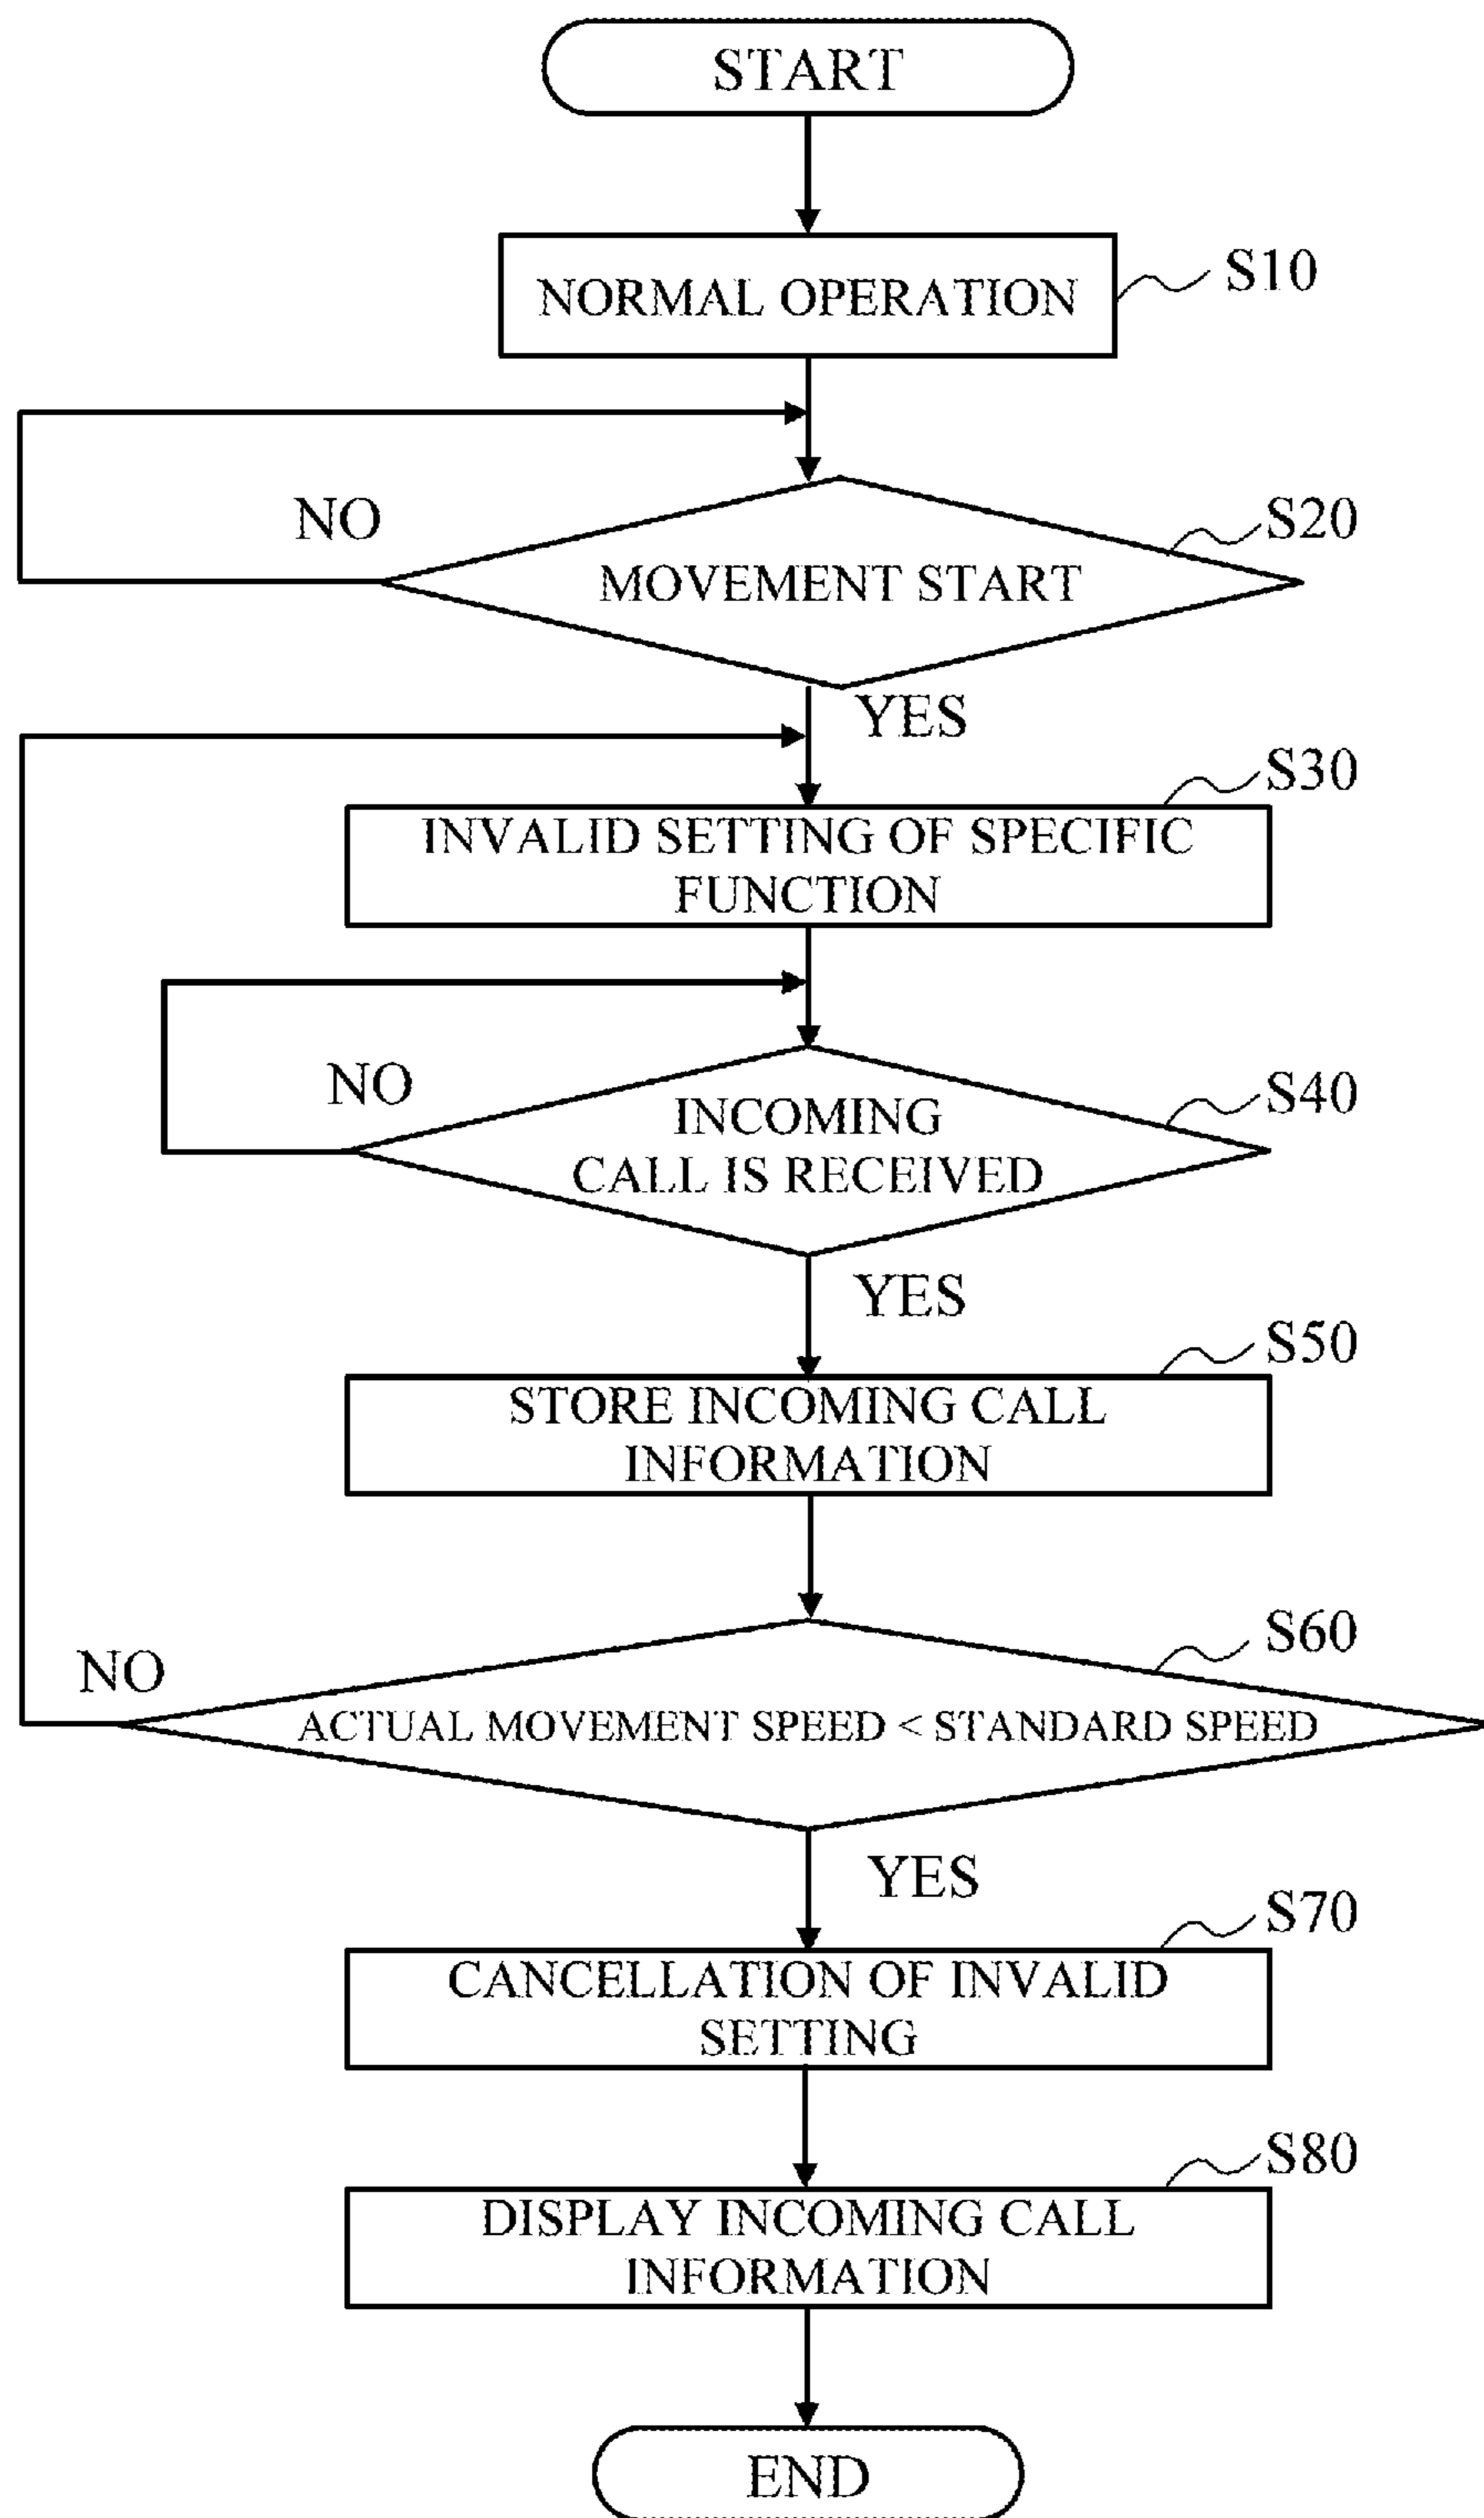 START
NORMAL OPERATION
S10
NO
S20
MOVEMENT START
YES
S30
INVALID SETTING OF SPECIFIC
FUNCTION
NO
S40
INCOMING
CALL IS RECEIVED
YES
S50
STORE INCOMING CALL
INFORMATION
S60
NO
ACTUAL MOVEMENT SPEED < STANDARD SPEED
YES
S70
CANCELLATION OF INVALID
SETTING
S80
DISPLAY INCOMING CALL
INFORMATION
END